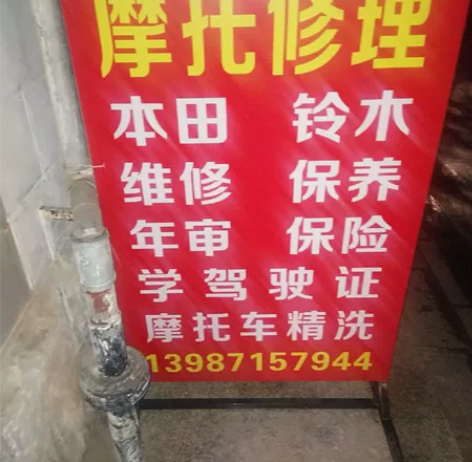 摩托修理
本田 铃木
维修 保养
年审 保险
学驾驶证
摩托车精洗
13987157944